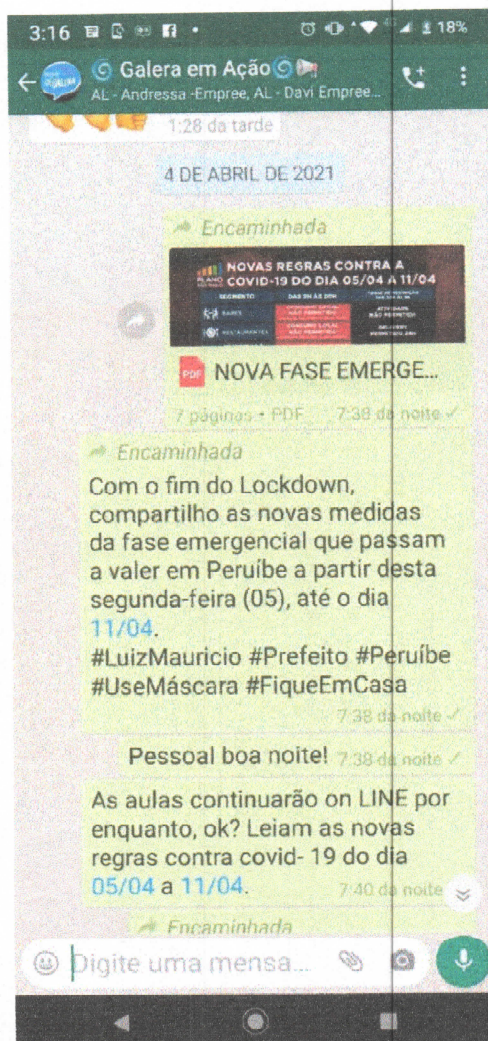 3:16 4G 18%
Galera em Ação
AL - Andressa -Empree, AL - Davi Empree...
1:28 da tarde
4 DE ABRIL DE 2021
Encaminhada
NOVAS REGRAS CONTRA A
COVID-19 DO DIA 05/04 A 11/04
SEGMENTO
BARES
RESTAURANTES
PDF NOVA FASE EMERGE...
7 páginas • PDF 7:38 da noite
Encaminhada
Com o fim do Lockdown,
compartilho as novas medidas
da fase emergencial que passam
a valer em Peruíbe a partir desta
segunda-feira (05), até o dia
11/04.
#LuizMauricio #Prefeito #Peruíbe
#UseMáscara #FiqueEmCasa
7:38 da noite
Pessoal boa noite! 7:38 da noite
As aulas continuarão on LINE por
enquanto, ok? Leiam as novas
regras contra covid- 19 do dia
05/04 a 11/04. 7:40 da noite
Encaminhada
Digite uma mensa...